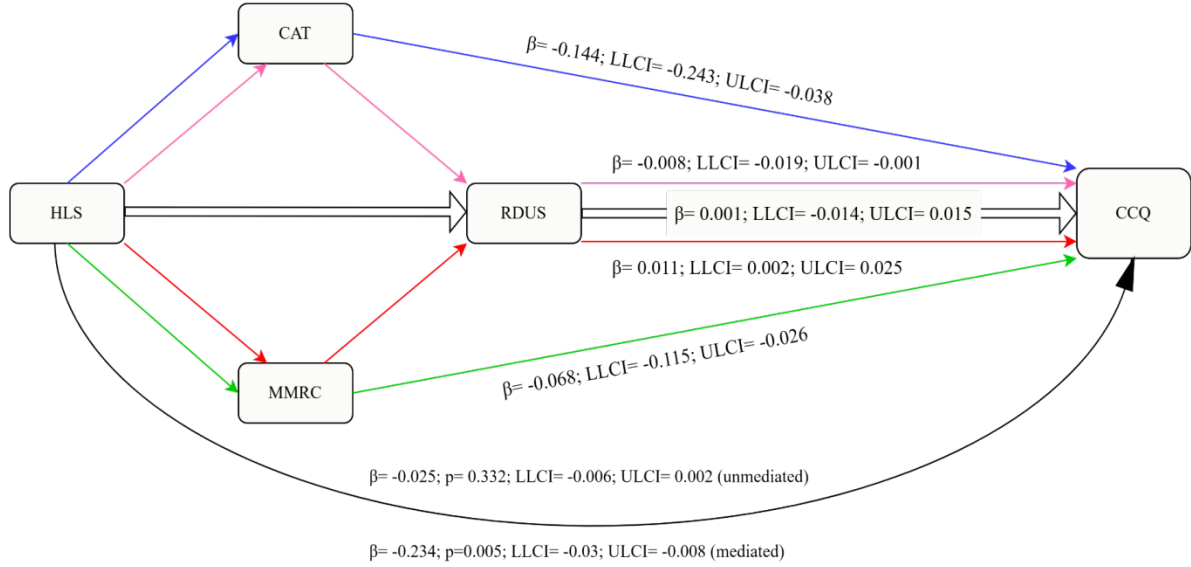 CAT
β= -0.144; LLCI= -0.243; ULCI= -0.038
β= -0.008; LLCI= -0.019; ULCI= -0.001
HLS
RDUS
β= 0.001; LLCI= -0.014; ULCI= 0.015
CCQ
β= 0.011; LLCI= 0.002; ULCI= 0.025
MMRC
β= -0.068; LLCI= -0.115; ULCI= -0.026
β= -0.025; p= 0.332; LLCI= -0.006; ULCI= 0.002 (unmediated)
β= -0.234; p=0.005; LLCI= -0.03; ULCI= -0.008 (mediated)